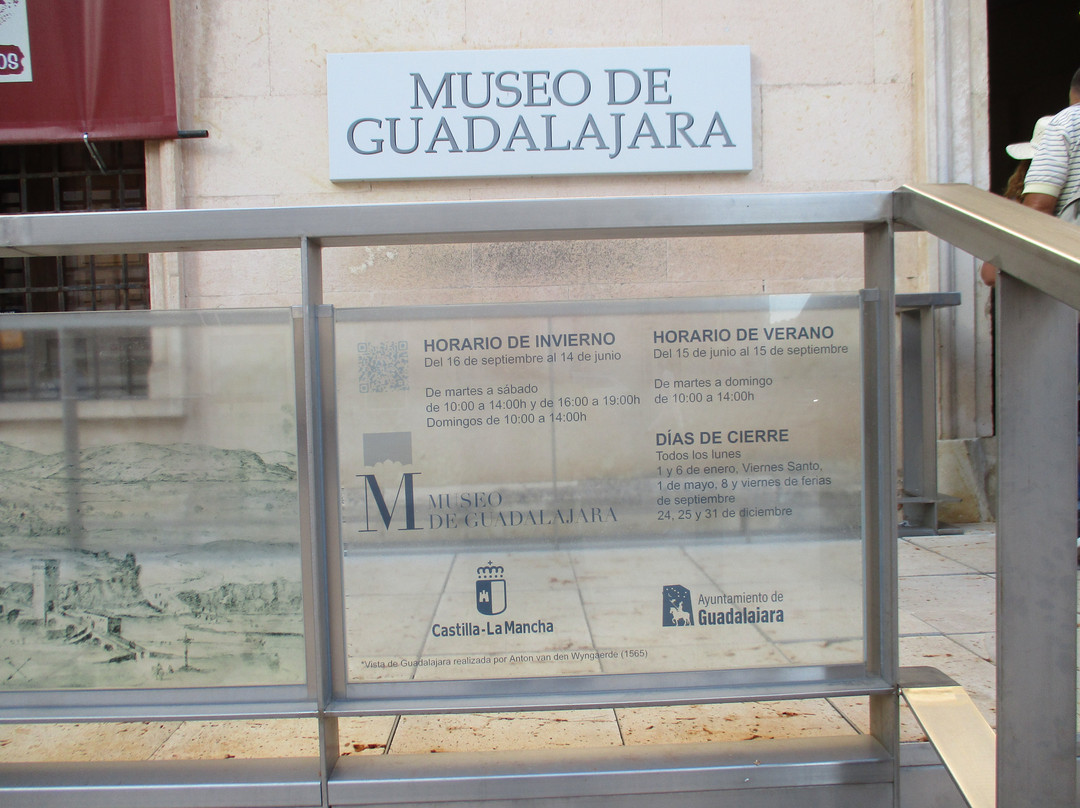 OS
MUSEO DE
GUADALAJARA
HORARIO DE INVIERNO
Del 16 de septiembre al 14 de junio
De martes a sábado
de 10:00 a 14:00h y de 16:00 a 19:00h
Domingos de 10:00 a 14:00h
HORARIO DE VERANO
Del 15 de junio al 15 de septiembre
De martes a domingo
de 10:00 a 14:00h
DÍAS DE CIERRE
Todos los lunes
1 y 6 de enero, Viernes Santo,
1 de mayo, 8 y viernes de ferias
de septiembre
24, 25 y 31 de diciembre
M MUSEO
DE GUADALAJARA
Castilla-La Mancha
Ayuntamiento de
Guadalajara
*Vista de Guadalajara realizada por Anton van den Wyngaerde (1565)